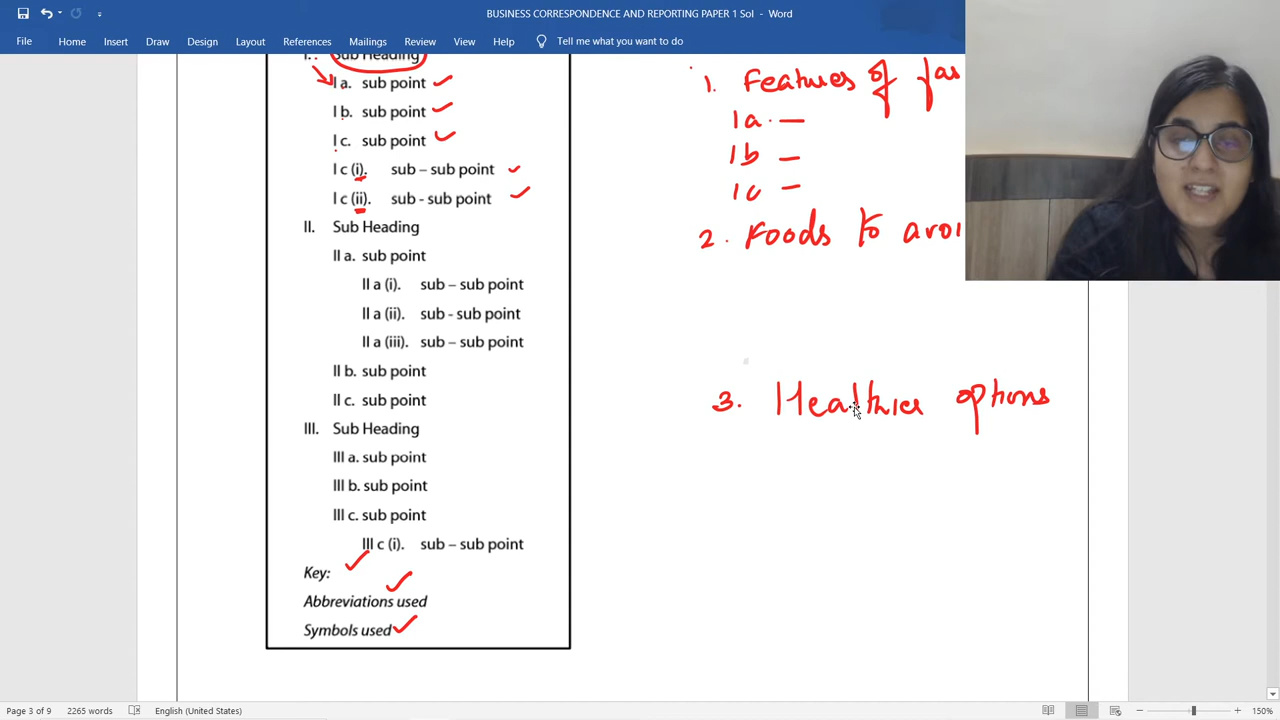 BUSINESS CORRESPONDENCE AND REPORTING PAPER 1 Sol - Word
File Home Insert Draw Design Layout References Mailings Review View Help Tell me what you want to do
I. Sub Heading
I a. sub point
I b. sub point
I c. sub point
I c (i). sub – sub point
I c (ii). sub - sub point
II. Sub Heading
II a. sub point
II a (i). sub – sub point
II a (ii). sub - sub point
II a (iii). sub – sub point
II b. sub point
II c. sub point
III. Sub Heading
III a. sub point
III b. sub point
III c. sub point
III c (i). sub – sub point
Key:
Abbreviations used
Symbols used
1. Features of fas
1a. —
1b —
1c —
2. Foods to avoi
3. Healthier options
Page 3 of 9 2265 words English (United States) 150%